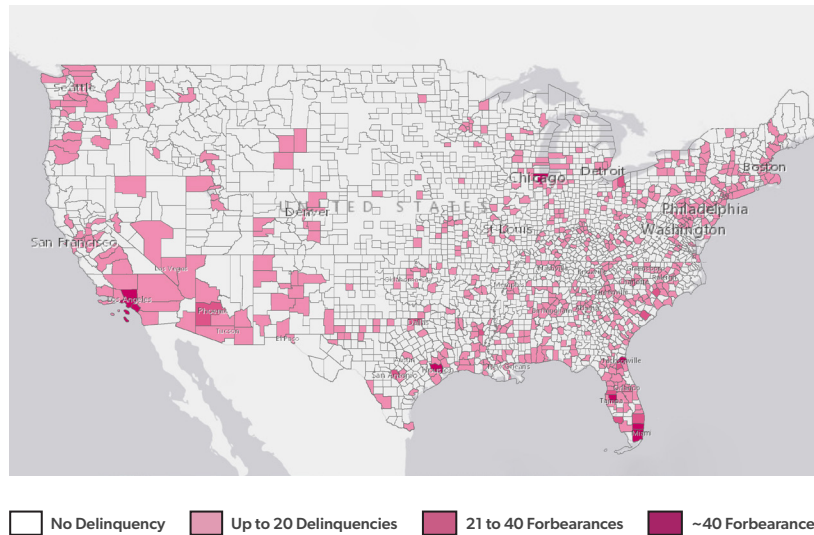 Seattle
Boston
Detroit
Chicago
Philadelphia
UNITED STATES
Denver
St Louis
Washington
San Francisco
Las Vegas
Los Angeles
Phoenix
Tucson
El Paso
Austin
San Antonio
New Orleans
Jacksonville
Tampa
Miami
No Delinquency
Up to 20 Delinquencies
21 to 40 Forbearances
~40 Forbearance